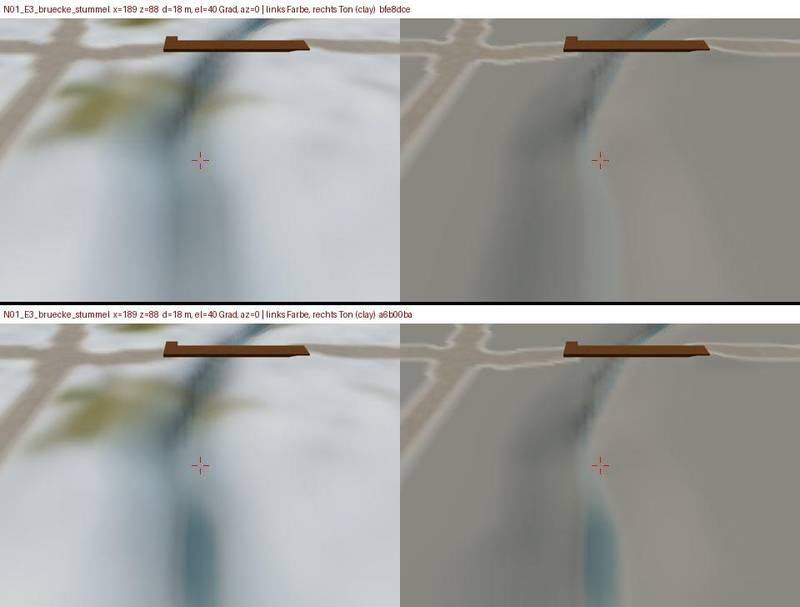 N01_E3_bruecke_stummel x=189 z=88 d=18 m, el=40 Grad, az=0 | links Farbe, rechts Ton (clay) bfe8dce
N01_E3_bruecke_stummel x=189 z=88 d=18 m, el=40 Grad, az=0 | links Farbe, rechts Ton (clay) a6b00ba